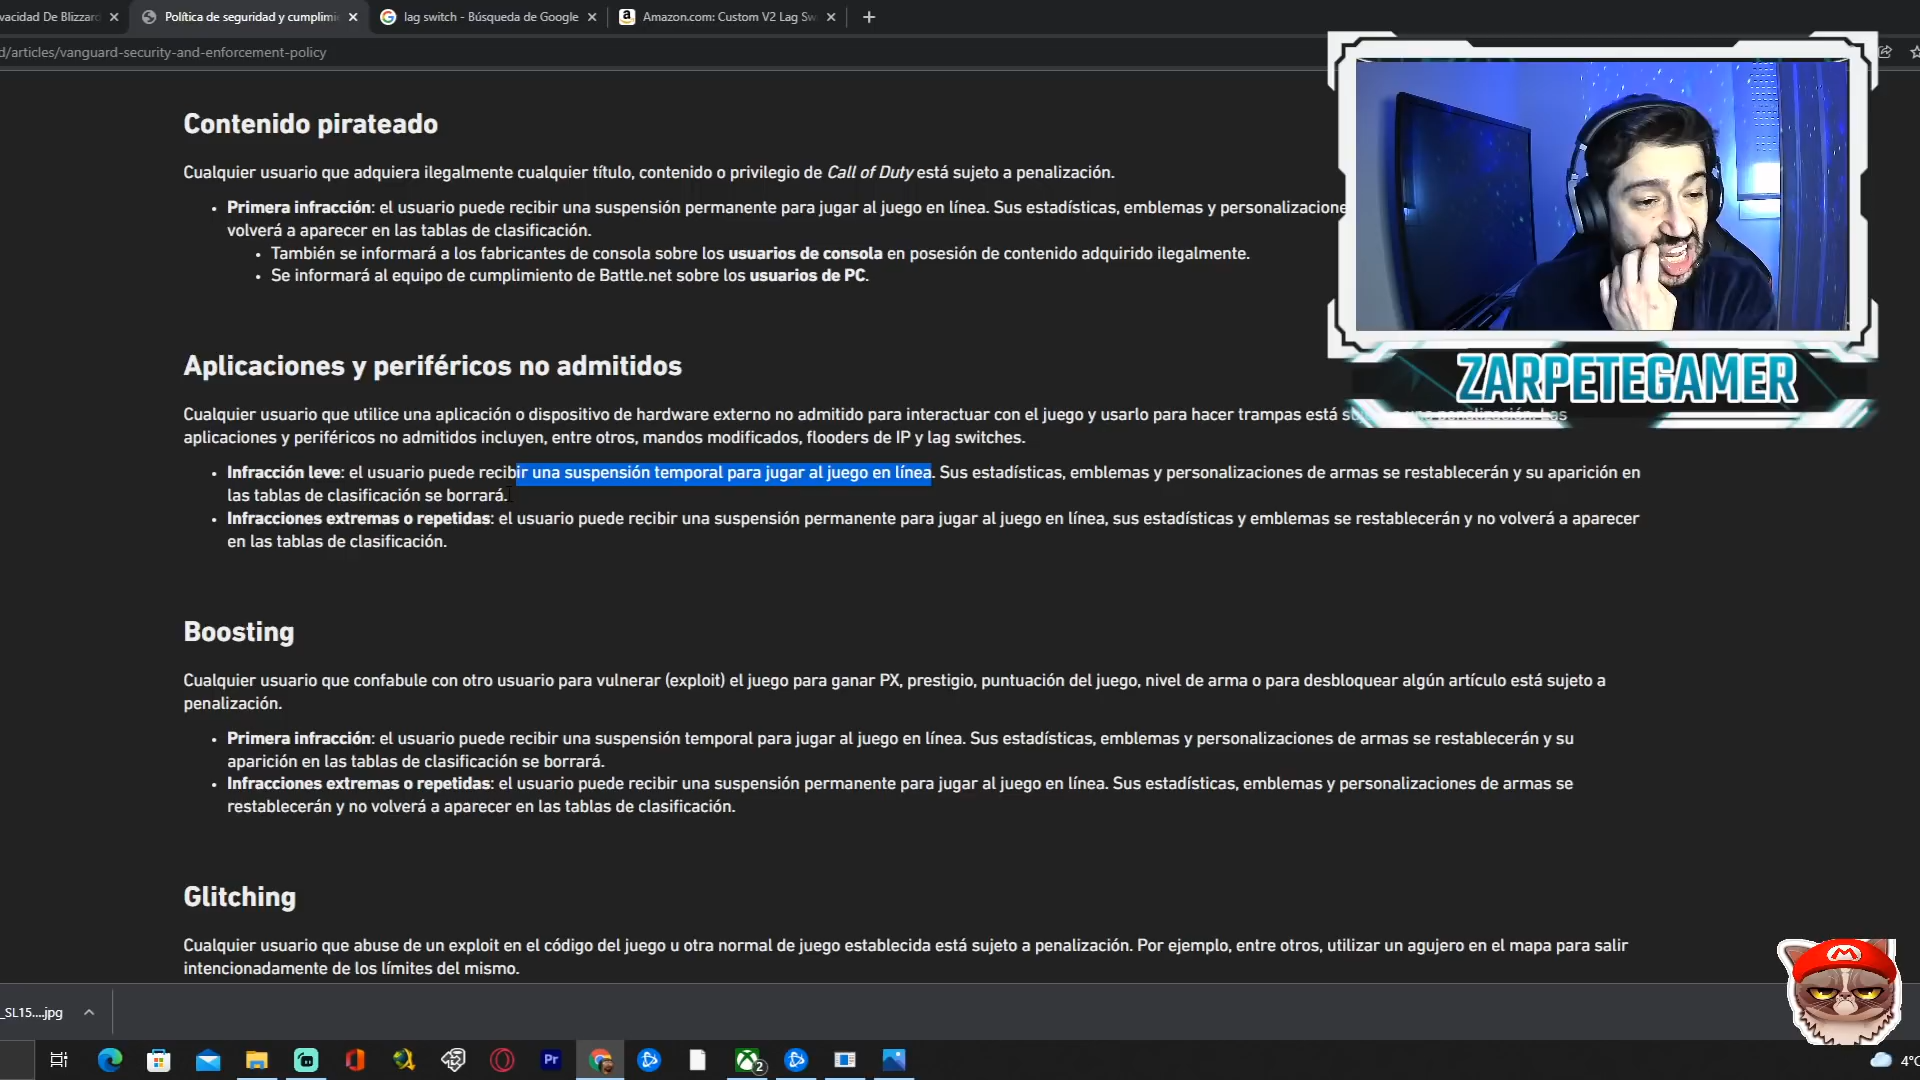 vacidad De Blizzard
Política de seguridad y cumplimi
lag switch - Búsqueda de Google
Amazon.com: Custom V2 Lag Sw
d/articles/vanguard-security-and-enforcement-policy
Contenido pirateado
Cualquier usuario que adquiera ilegalmente cualquier título, contenido o privilegio de Call of Duty está sujeto a penalización.
• Primera infracción: el usuario puede recibir una suspensión permanente para jugar al juego en línea. Sus estadísticas, emblemas y personalizacione
volverá a aparecer en las tablas de clasificación.
• También se informará a los fabricantes de consola sobre los usuarios de consola en posesión de contenido adquirido ilegalmente.
• Se informará al equipo de cumplimiento de Battle.net sobre los usuarios de PC.
ZARPETEGAMER
Aplicaciones y periféricos no admitidos
Cualquier usuario que utilice una aplicación o dispositivo de hardware externo no admitido para interactuar con el juego y usarlo para hacer trampas está sujeto a una penalización. Las
aplicaciones y periféricos no admitidos incluyen, entre otros, mandos modificados, flooders de IP y lag switches.
• Infracción leve: el usuario puede recibir una suspensión temporal para jugar al juego en línea. Sus estadísticas, emblemas y personalizaciones de armas se restablecerán y su aparición en
las tablas de clasificación se borrará.
• Infracciones extremas o repetidas: el usuario puede recibir una suspensión permanente para jugar al juego en línea, sus estadísticas y emblemas se restablecerán y no volverá a aparecer
en las tablas de clasificación.
Boosting
Cualquier usuario que confabule con otro usuario para vulnerar (exploit) el juego para ganar PX, prestigio, puntuación del juego, nivel de arma o para desbloquear algún artículo está sujeto a
penalización.
• Primera infracción: el usuario puede recibir una suspensión temporal para jugar al juego en línea. Sus estadísticas, emblemas y personalizaciones de armas se restablecerán y su
aparición en las tablas de clasificación se borrará.
• Infracciones extremas o repetidas: el usuario puede recibir una suspensión permanente para jugar al juego en línea. Sus estadísticas, emblemas y personalizaciones de armas se
restablecerán y no volverá a aparecer en las tablas de clasificación.
Glitching
Cualquier usuario que abuse de un exploit en el código del juego u otra normal de juego establecida está sujeto a penalización. Por ejemplo, entre otros, utilizar un agujero en el mapa para salir
intencionadamente de los límites del mismo.
_SL15....jpg
M
Pr
2
4°C